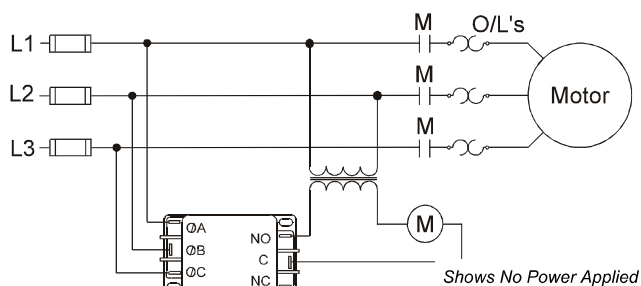 M O/L's
L1
M
L2
Motor
M
L3
ØA
ØB
ØC
NO
C
NC
M
Shows No Power Applied